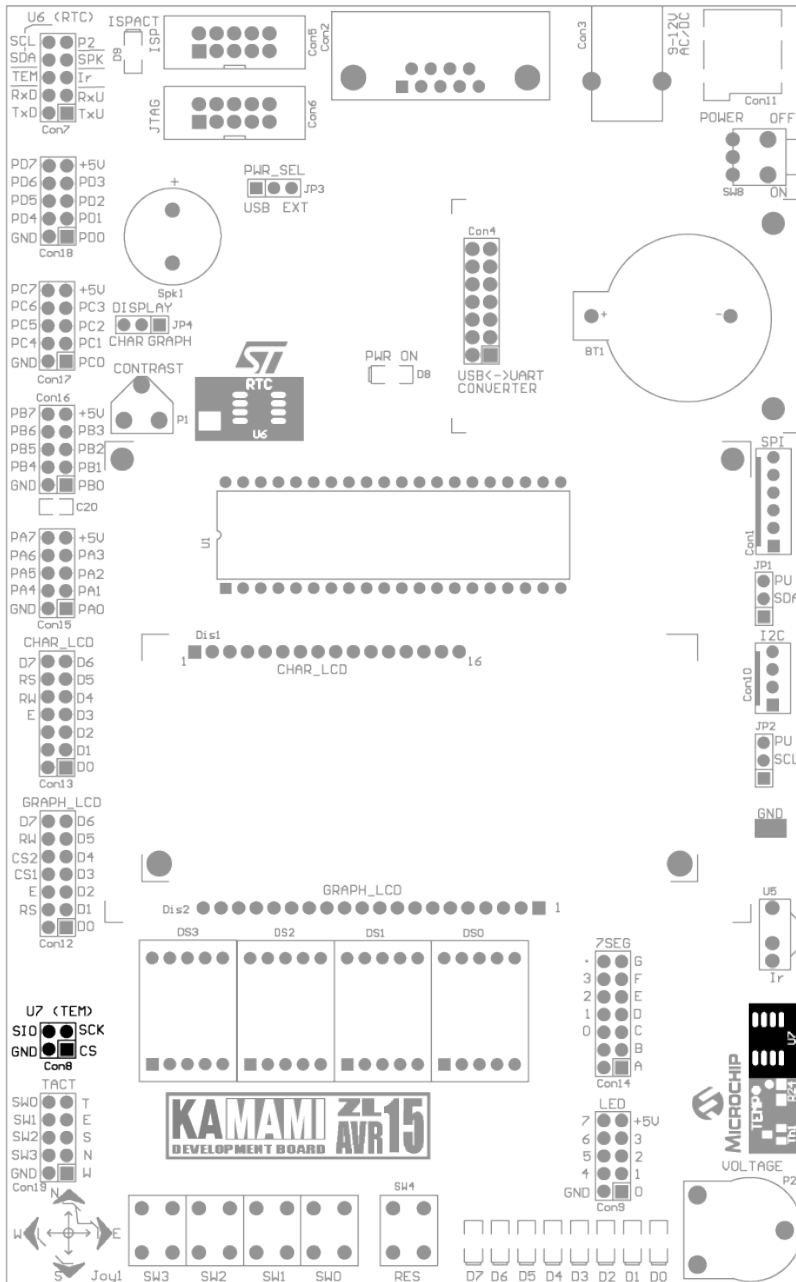 U6 (RTC)
SCL P2
SDA SPK
TEM Ir
RxD RxU
TxD TxU
Con7
ISPACT
D9
ISP
Con5
JTAG
Con6
Con2
Con3
9-12V
AC/DC
Con11
POWER OFF
SW8 ON
PD7 +5V
PD6 PD3
PD5 PD2
PD4 PD1
GND PD0
Con18
+
Spk1
PWR_SEL
JP3
USB EXT
Con4
USB<->UART
CONVERTER
+ -
BT1
PC7 +5V
PC6 PC3
PC5 PC2
PC4 PC1
GND PC0
Con17
DISPLAY
JP4
CHAR GRAPH
CONTRAST
P1
ST
RTC
U6
PWR ON
D8
Con16
PB7 +5V
PB6 PB3
PB5 PB2
PB4 PB1
GND PB0
C20
PA7 +5V
PA6 PA3
PA5 PA2
PA4 PA1
GND PA0
Con15
U1
SPI
Con1
JP1
PU
SDA
I2C
Con10
JP2
PU
SCL
GND
CHAR_LCD
D7 D6
RS D5
RW D4
E D3
D2
D1
D0
Con13
Dis1
1 16
CHAR_LCD
GRAPH_LCD
D7 D6
RW D5
CS2 D4
CS1 D3
E D2
RS D1
D0
Con12
GRAPH_LCD
Dis2 1
DS3 DS2 DS1 DS0
7SEG
. G
3 F
2 E
1 D
0 C
B
A
Con14
U5
Ir
U7 (TEM)
SIO SCK
GND CS
Con8
U7
R24
TEMP
Th1
MICROCHIP
TACT
SW0 T
SW1 E
SW2 S
SW3 N
GND W
Con19
KAMAMI ZL
DEVELOPMENT BOARD AVR 15
LED
7 +5V
6 3
5 2
4 1
GND 0
Con9
VOLTAGE
P2
N
W E
S Joy1
SW3 SW2 SW1 SW0
SW4
RES
D7 D6 D5 D4 D3 D2 D1 D0